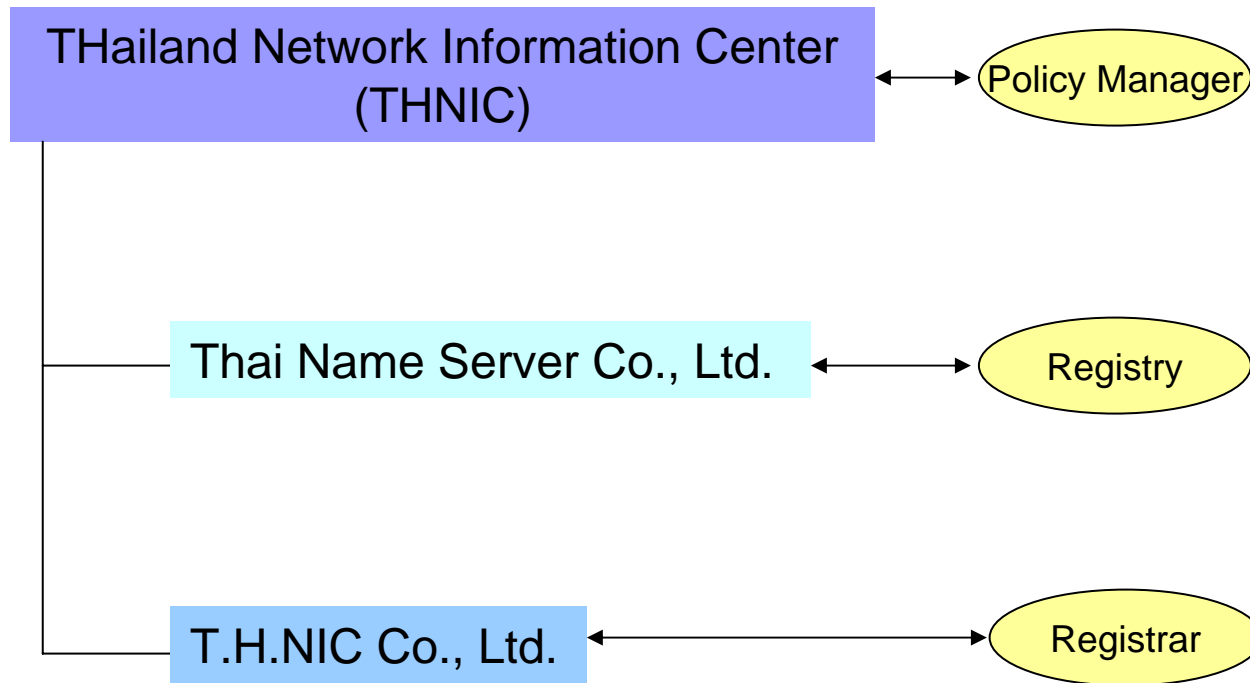 THailand Network Information Center
(THNIC)
Policy Manager
Thai Name Server Co., Ltd.
Registry
T.H.NIC Co., Ltd.
Registrar